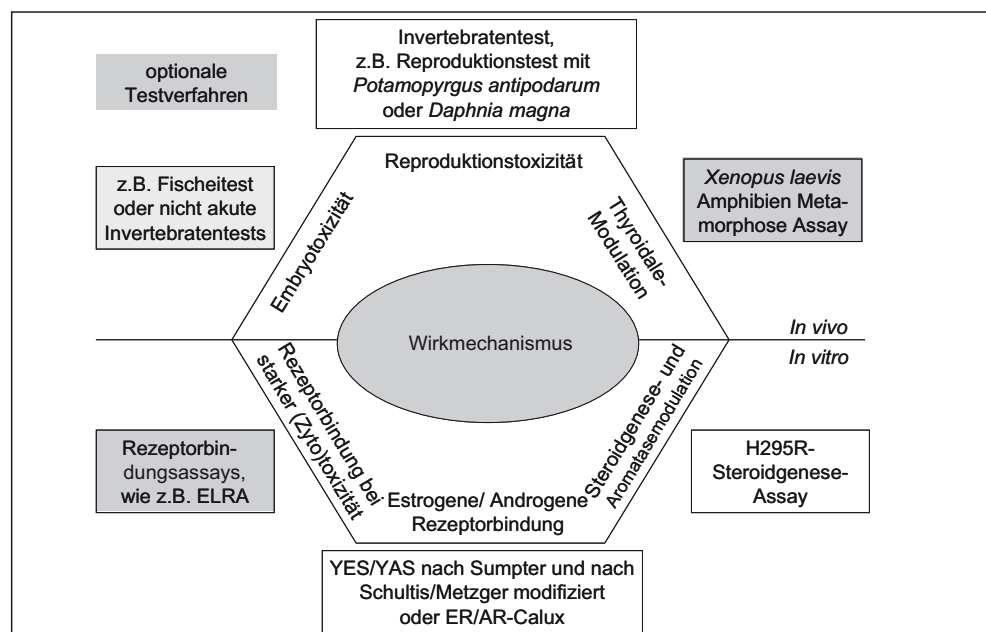 Invertebratentest,
z.B. Reproduktionstest mit
Potamopyrgus antipodarum
oder Daphnia magna
optionale
Testverfahren
Reproduktionstoxizität
z.B. Fischeitest
oder nicht akute
Invertebratentests
Embryotoxizität
Thyroidale-
Modulation
Xenopus laevis
Amphibien Meta-
morphose Assay
Wirkmechanismus
In vivo
In vitro
Rezeptorbindung bei
starker (Zyto)toxizität
Steroidgenese- und
Aromatasemodulation
Rezeptorbin-
dungsassays,
wie z.B. ELRA
H295R-
Steroidgenese-
Assay
Estrogene/ Androgene
Rezeptorbindung
YES/YAS nach Sumpter und nach
Schultis/Metzger modifiziert
oder ER/AR-Calux